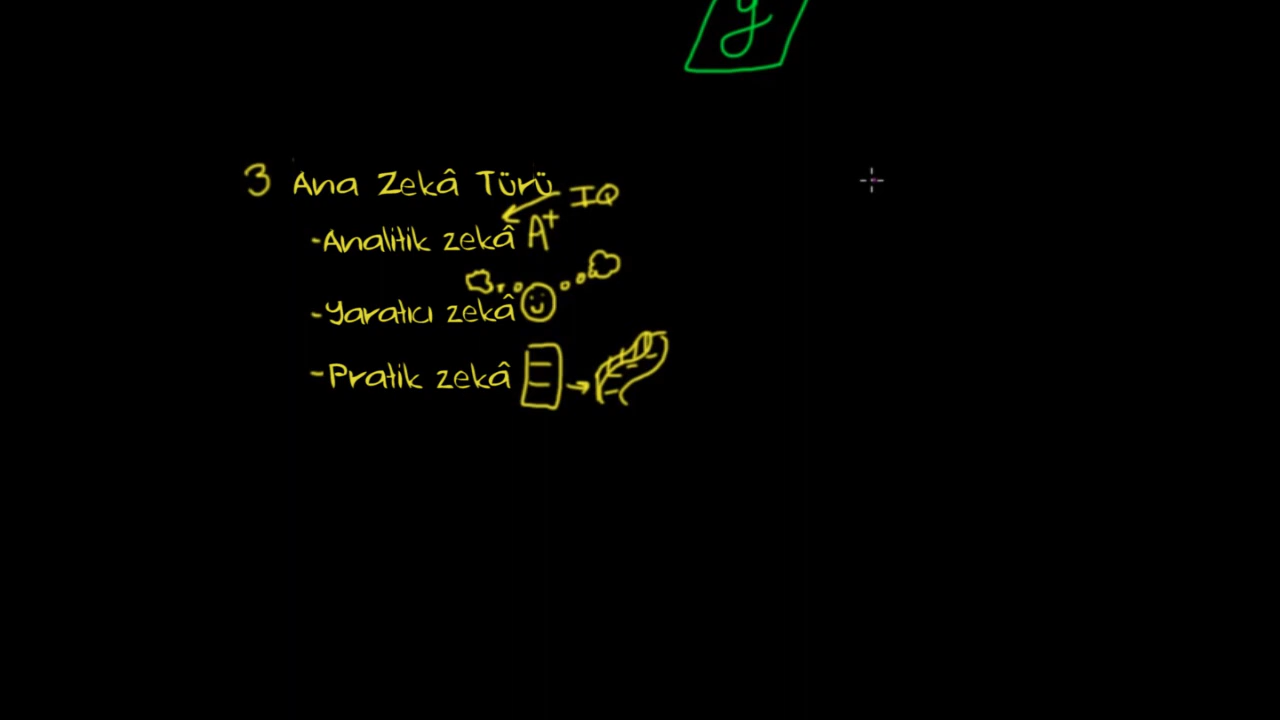 g
3 Ana Zekâ Türü
IQ
-Analitik zekâ A+
-Yaratıcı zekâ
-Pratik zekâ